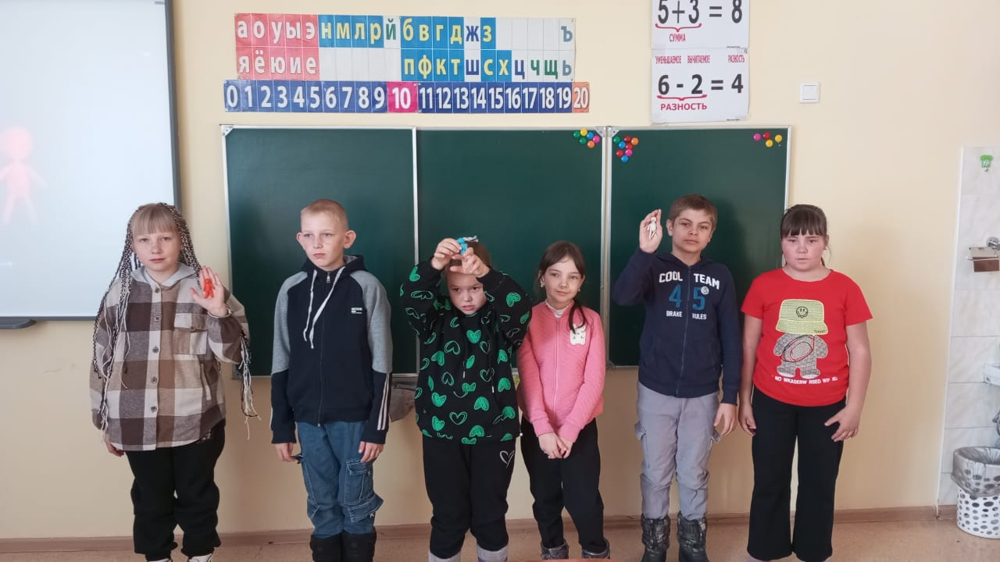 а о у ы э н м л р й б в г д ж з ъ
я ё ю и е п ф к т ш с х ц ч щ ь
0 1 2 3 4 5 6 7 8 9 10 11 12 13 14 15 16 17 18 19 20
5+3 = 8
СУММА
УМЕНЬШАЕМОЕ ВЫЧИТАЕМОЕ РАЗНОСТЬ
6 - 2 = 4
РАЗНОСТЬ
COOL TEAM
45
BRAKE RULES